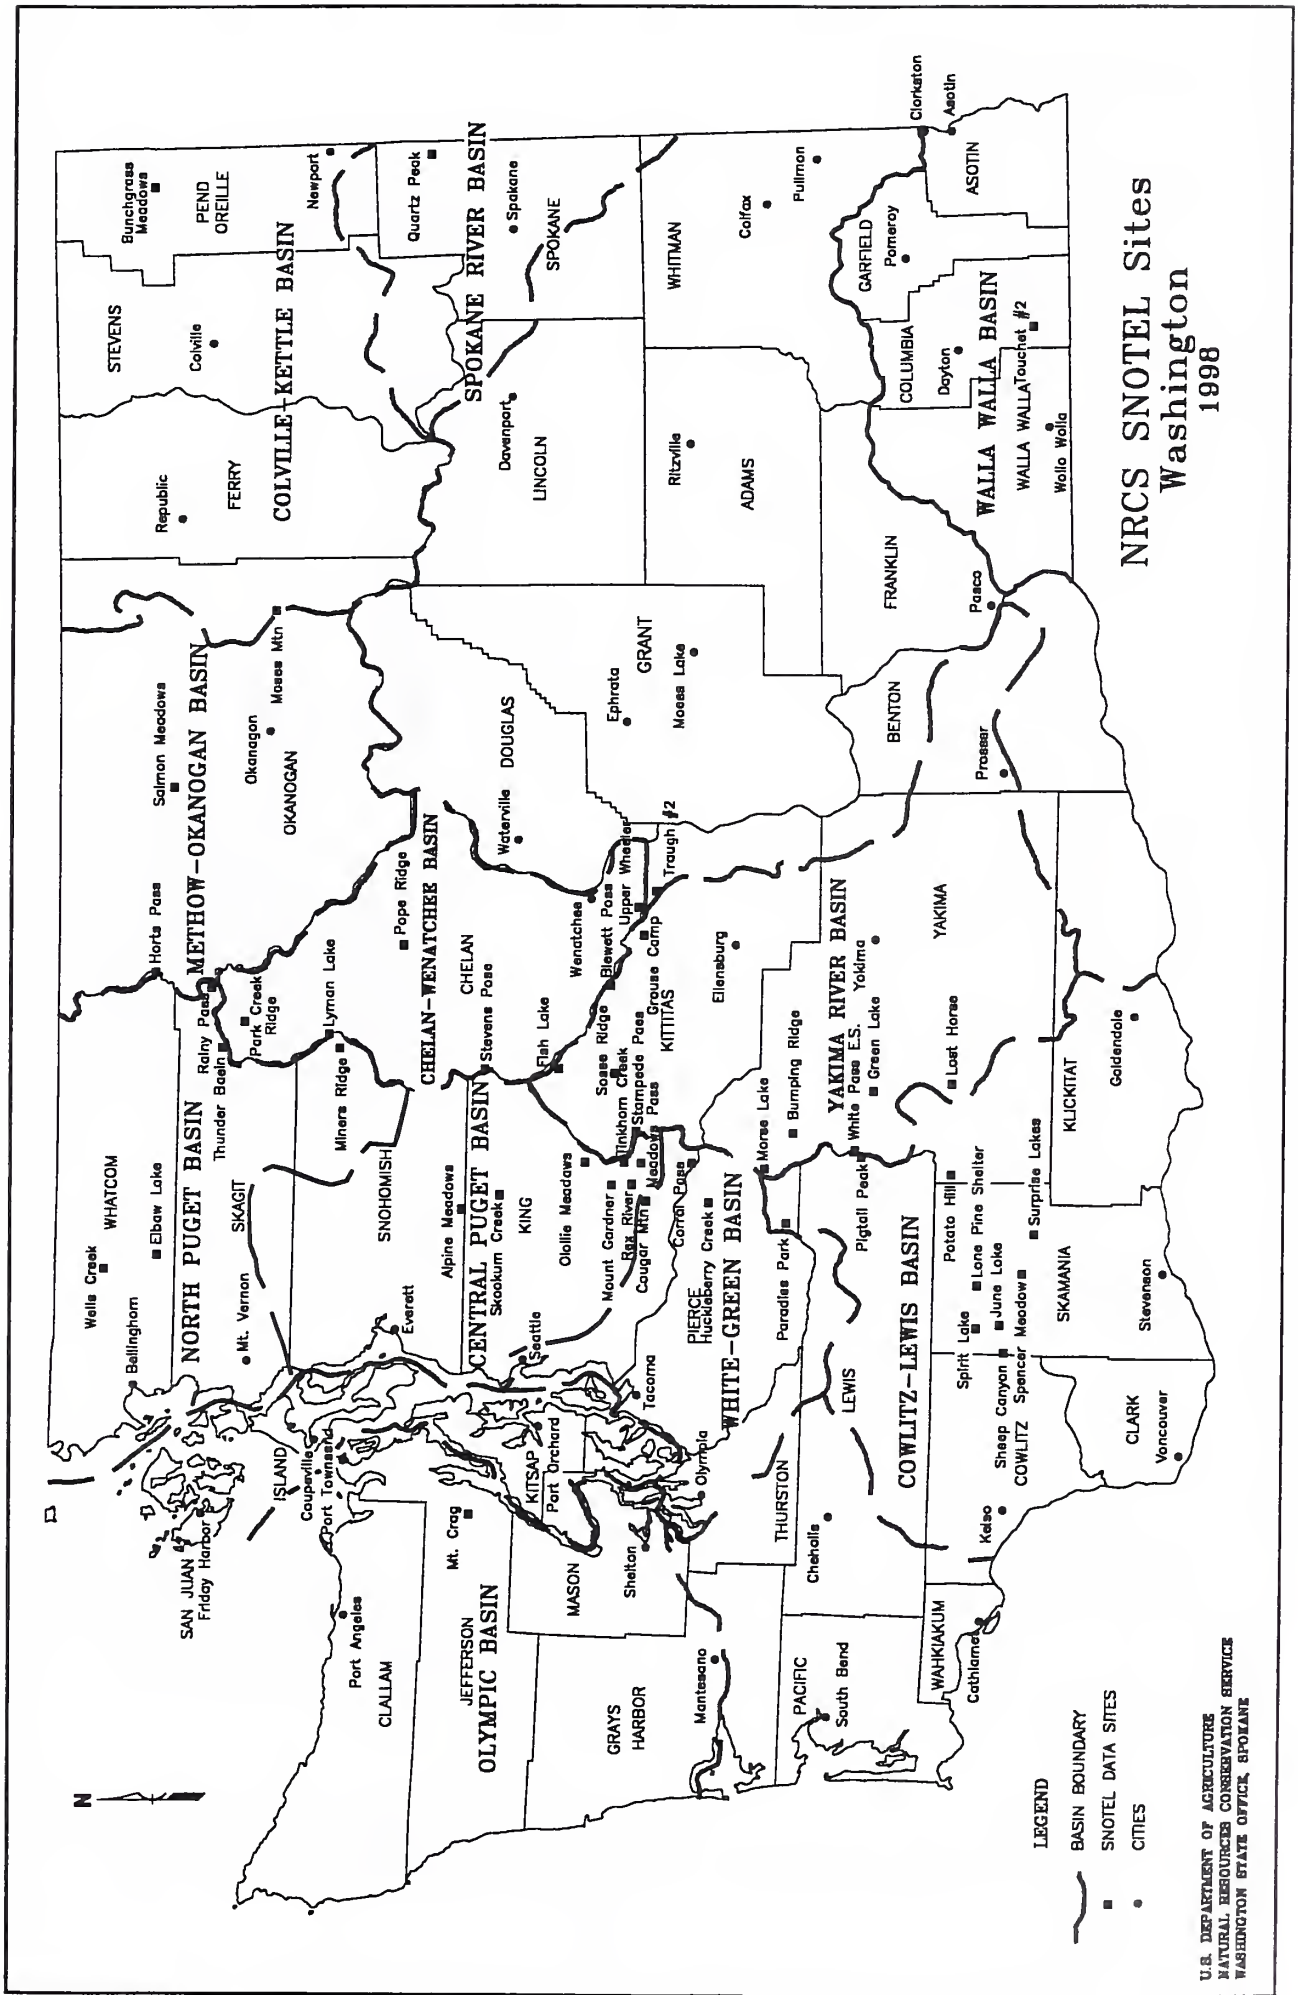 NRCS SNOTEL Sites
Washington
1998
N
WHATCOM
Wells Creek
Elbow Lake
Bellinghorn
NORTH PUGET BASIN
SKAGIT
Mt. Vernon
SAN JUAN
Friday Harbor
ISLAND
Coupeville
Port Townsend
Port Angeles
CLALLAM
JEFFERSON
OLYMPIC BASIN
Mt. Crag
GRAYS
HARBOR
Montesano
MASON
Shelton
KITSAP
Port Orchard
Harts Pass
METHOW-OKANOGAN BASIN
Rainy Pass
Thunder Basin
Park Creek
Ridge
Salmon Meadows
Okanogan
OKANOGAN
Moses Mtn
Lyman Lake
Miners Ridge
SNOHOMISH
Everett
Alpine Meadows
CENTRAL PUGET BASIN
Skookum Creek
KING
Seattle
Olallie Meadows
Mount Gardner
Rex River
Cougar Mtn
Tinkhorn Creek
Stampede Pass
Meadows Pass
Sasse Ridge
Fish Lake
Stevens Pass
CHELAN
CHELAN-WENATCHEE BASIN
Pope Ridge
Wenatchee
Blewett Pass
Upper Wheeler
Grouse Camp
Trough #2
Waterville
DOUGLAS
Ephrata
GRANT
Moses Lake
KITTITAS
Ellensburg
Republic
FERRY
COLVILLE-KETTLE BASIN
STEVENS
Colville
Bunchgrass
Meadows
PEND
OREILLE
Newport
Quartz Peak
SPOKANE RIVER BASIN
Spokane
SPOKANE
Davenport
LINCOLN
Ritzville
ADAMS
WHITMAN
Colfax
Pullman
Clarkston
Asotin
ASOTIN
GARFIELD
Pomeroy
COLUMBIA
Dayton
WALLA WALLA BASIN
Touchet #2
WALLA WALLA
Walla Walla
FRANKLIN
Pasco
BENTON
Prosser
Tacoma
Corral Pass
PIERCE
Huckleberry Creek
WHITE-GREEN BASIN
Paradise Park
Morse Lake
Bumping Ridge
YAKIMA RIVER BASIN
White Pass E.S.
Yakima
Green Lake
YAKIMA
Lost Horse
Pigtail Peak
Olympia
THURSTON
Chehalis
LEWIS
COWLITZ-LEWIS BASIN
Potato Hill
Lone Pine Shelter
Spirit Lake
June Lake
Surprise Lakes
Sheep Canyon
Spencer Meadow
COWLITZ
Kelso
SKAMANIA
Stevenson
KLICKITAT
Goldendale
CLARK
Vancouver
PACIFIC
South Bend
WAHKIAKUM
Cathlamet
LEGEND
BASIN BOUNDARY
SNOTEL DATA SITES
CITIES
U.S. DEPARTMENT OF AGRICULTURE
NATURAL RESOURCES CONSERVATION SERVICE
WASHINGTON STATE OFFICE, SPOKANE